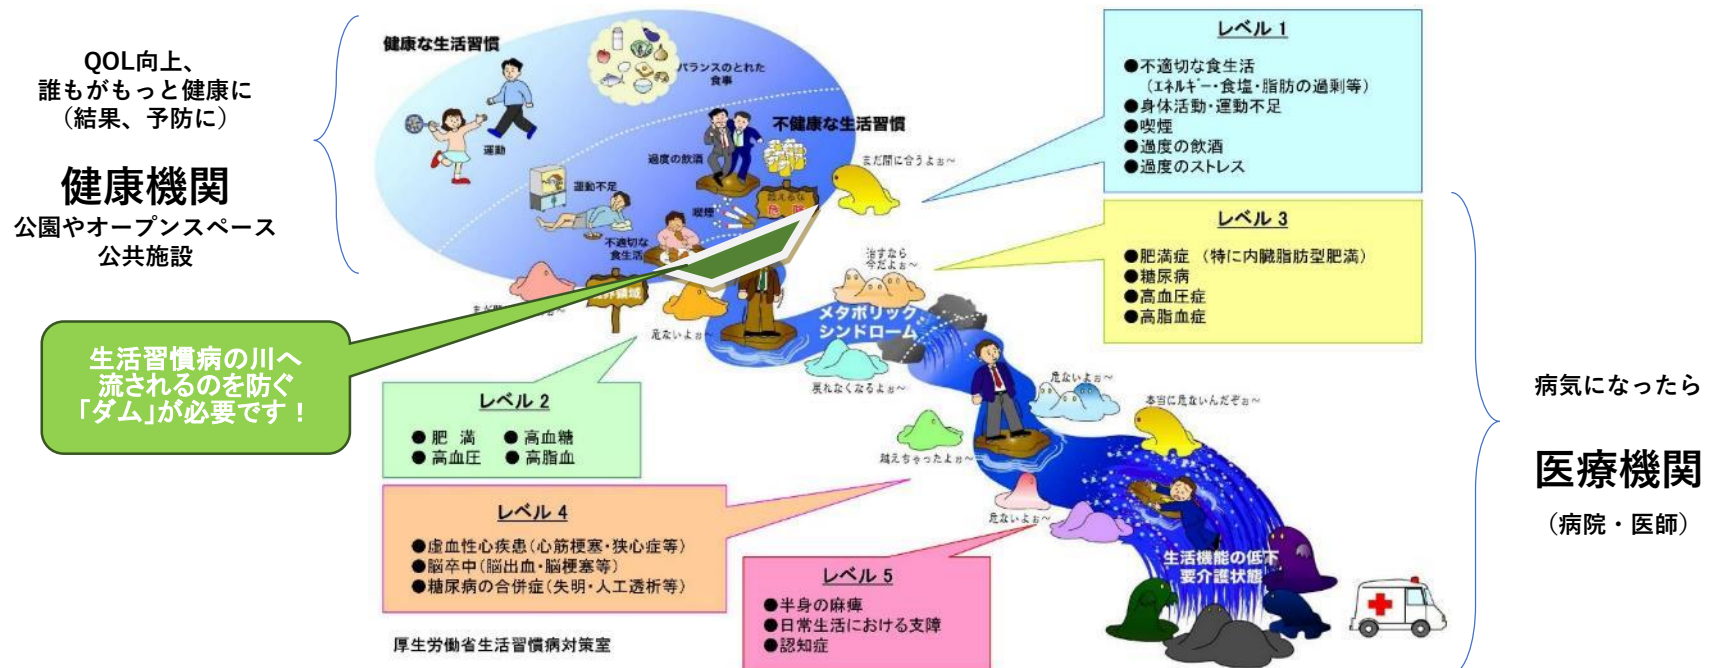 QOL向上、
誰もがもっと健康に
（結果、予防に）
健康機関
公園やオープンスペース
公共施設
健康な生活習慣
バランスのとれた
食事
運動
不健康な生活習慣
過度の飲酒
まだ間に合うよぉ～
運動不足
喫煙
不適切な
食生活
治すなら
今だよぉ～
危ないよぉ～
メタボリック
シンドローム
戻れなくなるよぉ～
危ないよぉ～
本当に危ないんだぞぉ～
越えちゃったよぉ～
危ないよぉ～
生活機能の低下
要介護状態
生活習慣病の川へ
流されるのを防ぐ
「ダム」が必要です！
レベル 1
●不適切な食生活
（エネルギー・食塩・脂肪の過剰等）
●身体活動・運動不足
●喫煙
●過度の飲酒
●過度のストレス
レベル 3
●肥満症 （特に内臓脂肪型肥満）
●糖尿病
●高血圧症
●高脂血症
レベル 2
●肥 満 ●高血糖
●高血圧 ●高脂血
レベル 4
●虚血性心疾患（心筋梗塞・狭心症等）
●脳卒中（脳出血・脳梗塞等）
●糖尿病の合併症（失明・人工透析等）
レベル 5
●半身の麻痺
●日常生活における支障
●認知症
厚生労働省生活習慣病対策室
病気になったら
医療機関
（病院・医師）